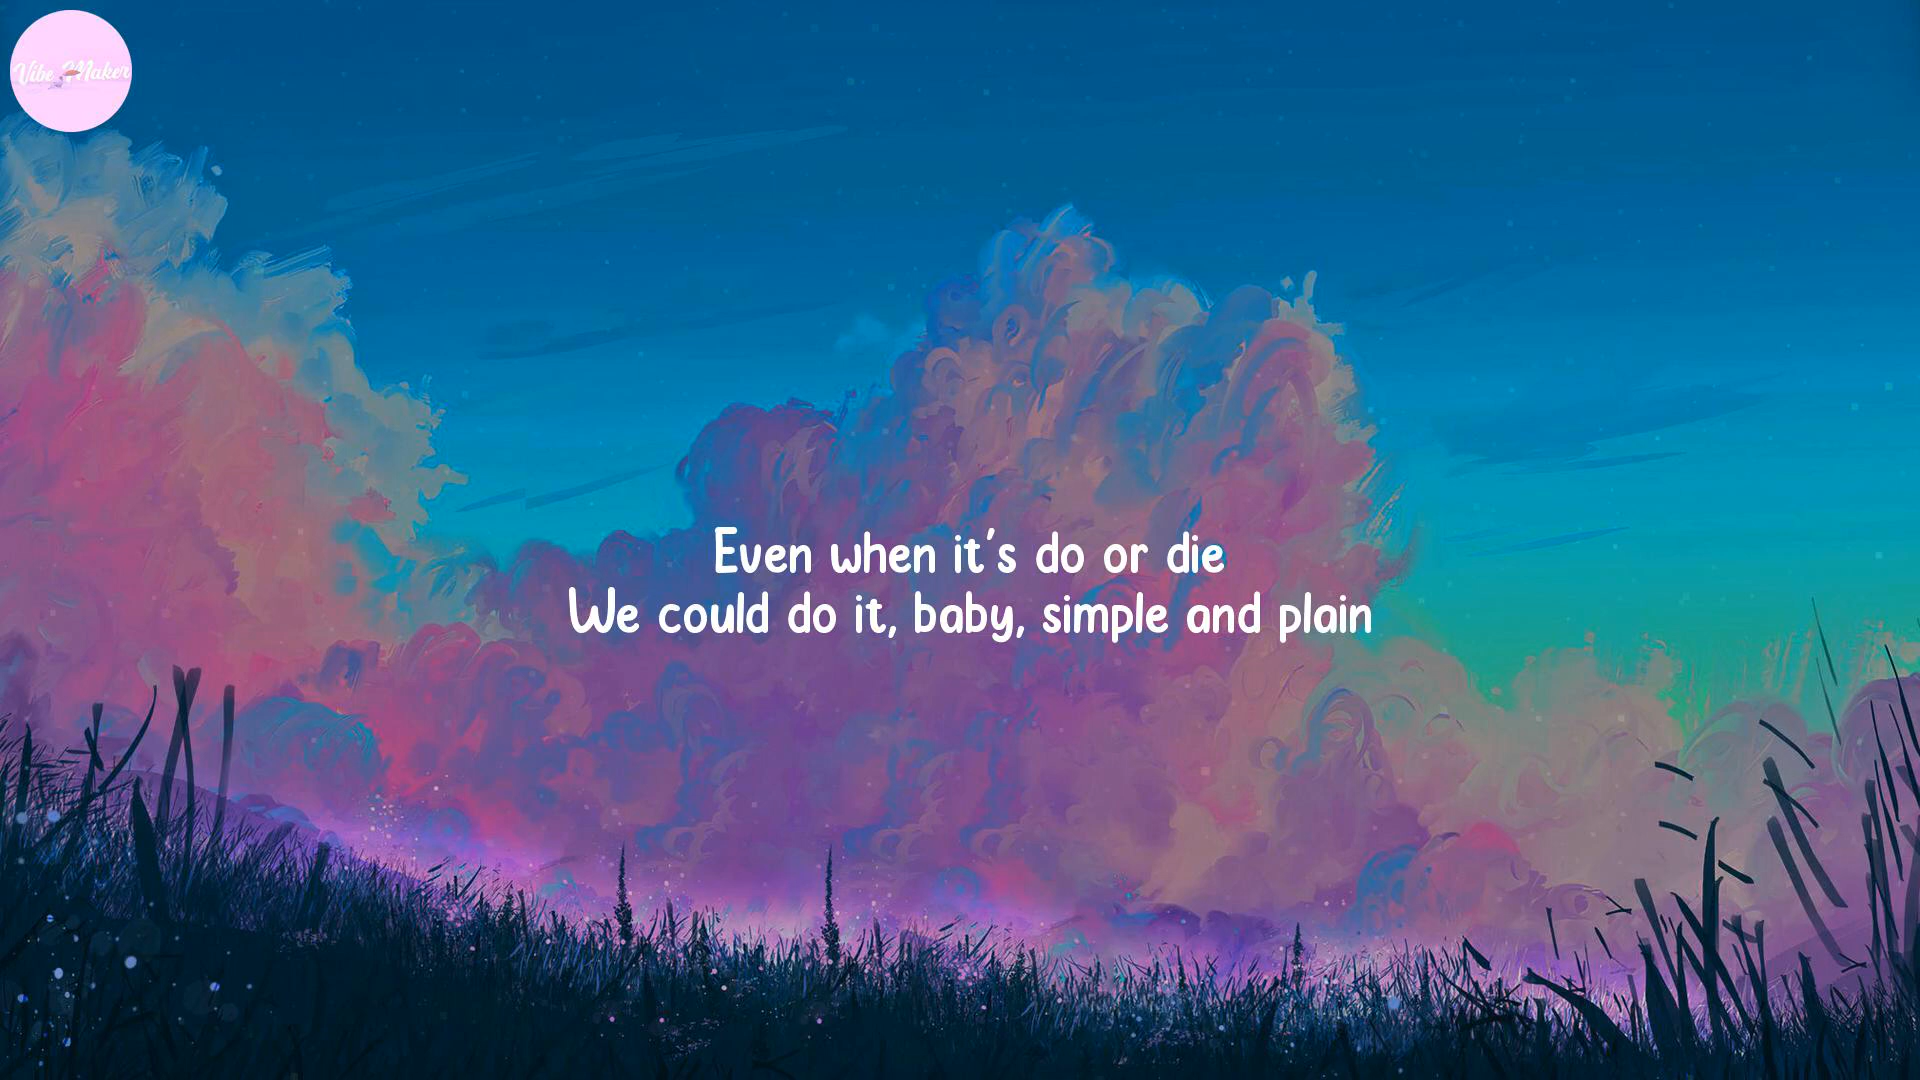 Vibe Maker
Even when it's do or die
We could do it, baby, simple and plain